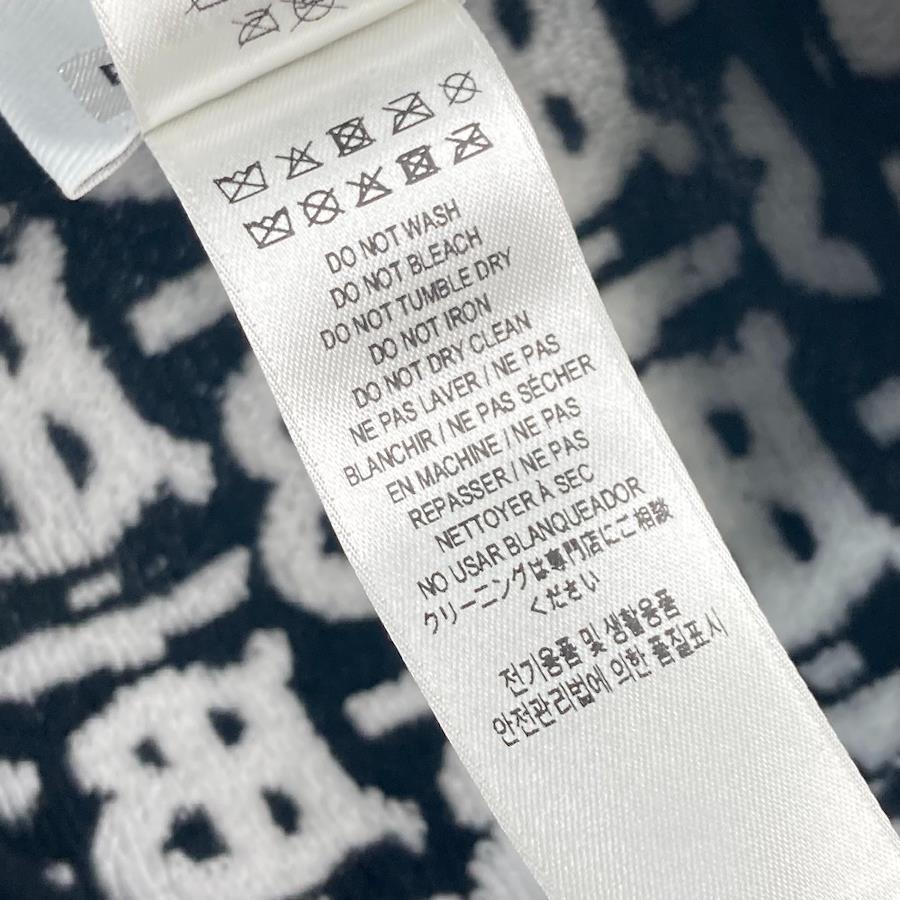 DO NOT WASH
DO NOT BLEACH
DO NOT TUMBLE DRY
DO NOT IRON
DO NOT DRY CLEAN
NE PAS LAVER / NE PAS
BLANCHIR / NE PAS SÉCHER
EN MACHINE / NE PAS
REPASSER / NE PAS
NETTOYER À SEC
NO USAR BLANQUEADOR
クリーニングは専門店にご相談
ください
전기용품 및 생활용품
안전관리법에 의한 품질표시